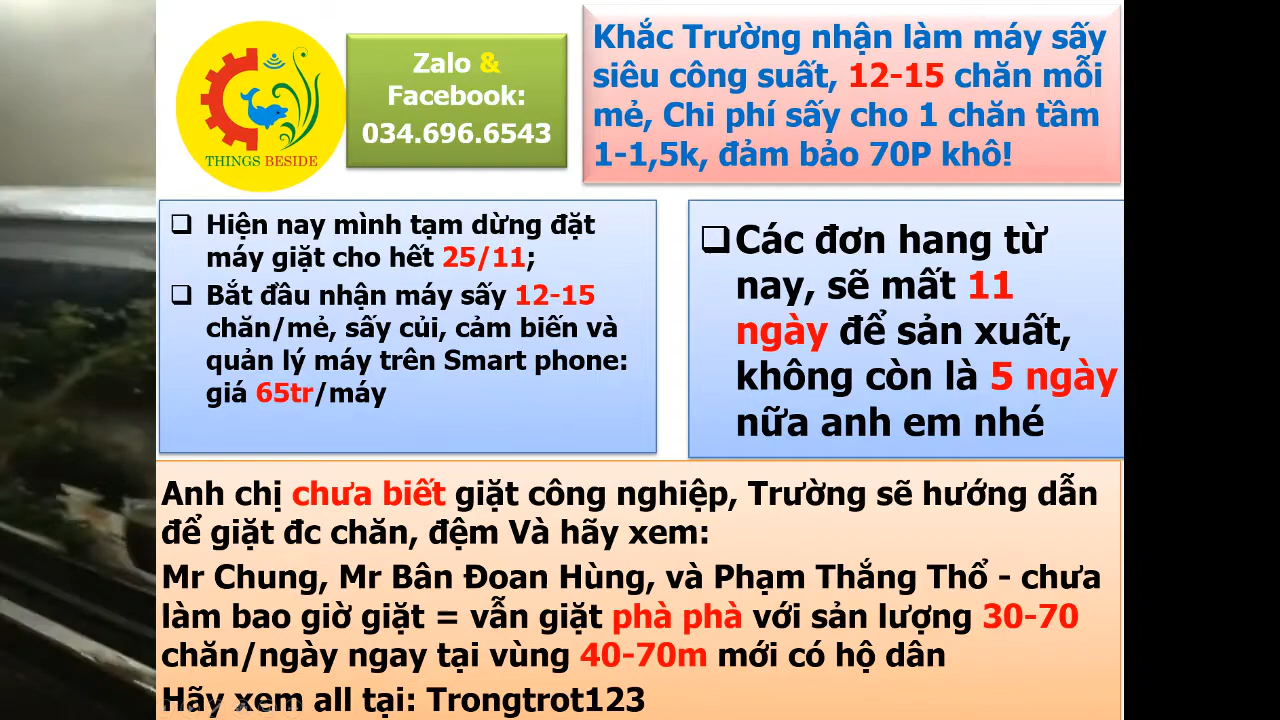 THINGS BESIDE
Zalo &
Facebook:
034.696.6543
Khắc Trường nhận làm máy sấy
siêu công suất, 12-15 chăn mỗi
mẻ, Chi phí sấy cho 1 chăn tầm
1-1,5k, đảm bảo 70P khô!
❑ Hiện nay mình tạm dừng đặt
máy giặt cho hết 25/11;
❑ Bắt đầu nhận máy sấy 12-15
chăn/mẻ, sấy củi, cảm biến và
quản lý máy trên Smart phone:
giá 65tr/máy
❑ Các đơn hang từ
nay, sẽ mất 11
ngày để sản xuất,
không còn là 5 ngày
nữa anh em nhé
Anh chị chưa biết giặt công nghiệp, Trường sẽ hướng dẫn
để giặt đc chăn, đệm Và hãy xem:
Mr Chung, Mr Bân Đoan Hùng, và Phạm Thắng Thổ - chưa
làm bao giờ giặt = vẫn giặt phà phà với sản lượng 30-70
chăn/ngày ngay tại vùng 40-70m mới có hộ dân
Hãy xem all tại: Trongtrot123